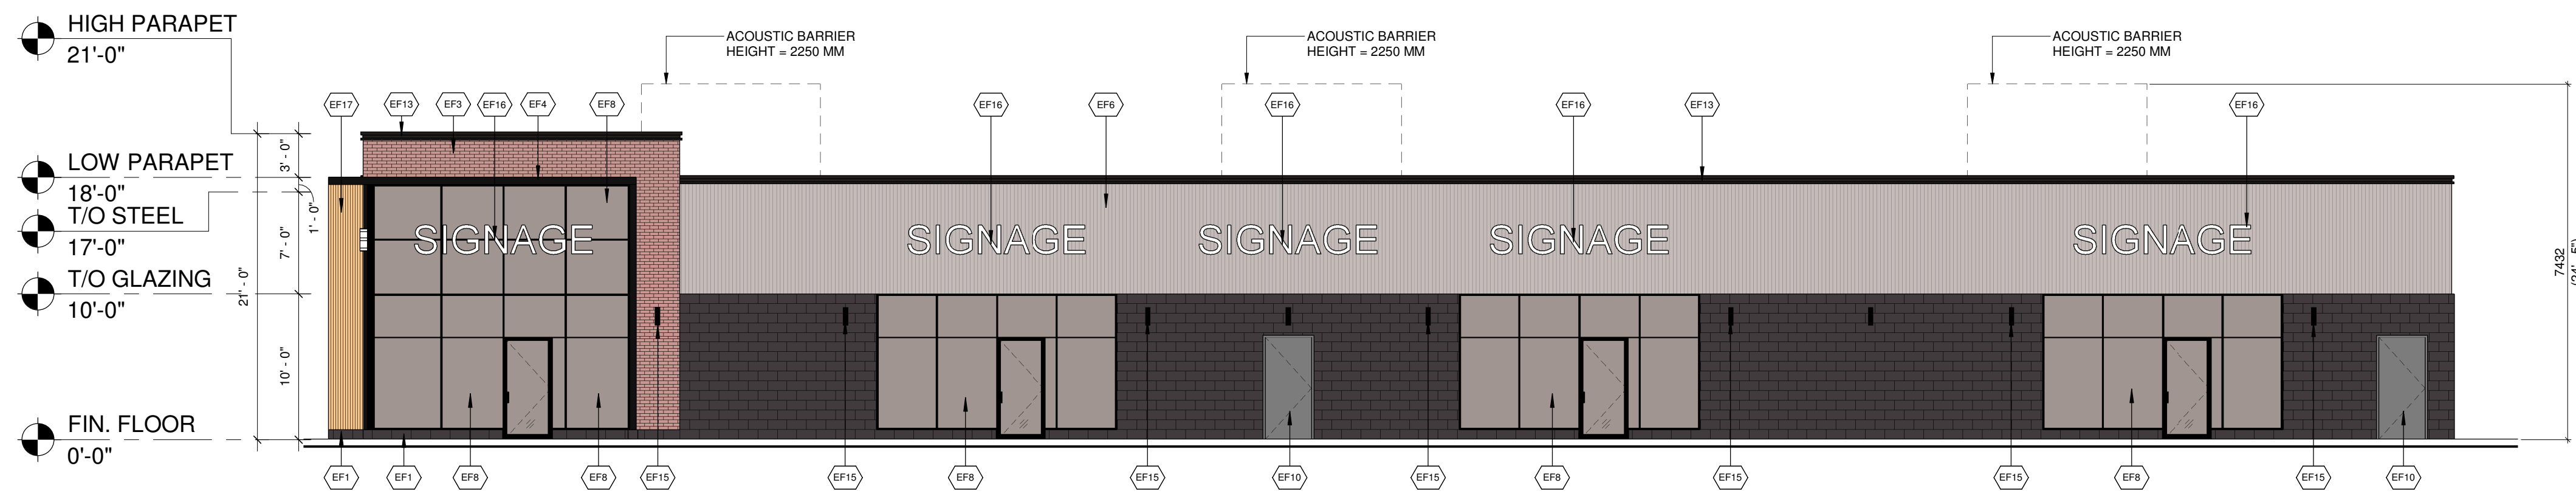 HIGH PARAPET
21'-0"
ACOUSTIC BARRIER
HEIGHT = 2250 MM
ACOUSTIC BARRIER
HEIGHT = 2250 MM
ACOUSTIC BARRIER
HEIGHT = 2250 MM
EF17 EF13 EF3 EF16 EF4 EF8 EF16 EF6 EF16 EF16 EF13 EF16
3' - 0"
LOW PARAPET
18'-0"
T/O STEEL
17'-0"
1' - 0"
7' - 0"
SIGNAGE SIGNAGE SIGNAGE SIGNAGE SIGNAGE
7432
T/O GLAZING
10'-0"
21' - 0"
10' - 0"
FIN. FLOOR
0'-0"
EF1 EF1 EF8 EF8 EF15 EF15 EF8 EF15 EF10 EF15 EF8 EF15 EF15 EF8 EF15 EF10